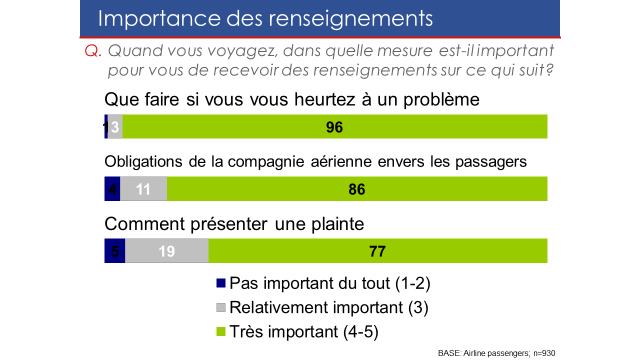 Importance des renseignements
Q. Quand vous voyagez, dans quelle mesure est-il important
pour vous de recevoir des renseignements sur ce qui suit?
Que faire si vous vous heurtez à un problème
1 3 96
Obligations de la compagnie aérienne envers les passagers
4 11 86
Comment présenter une plainte
5 19 77
Pas important du tout (1-2)
Relativement important (3)
Très important (4-5)
BASE: Airline passengers; n=930